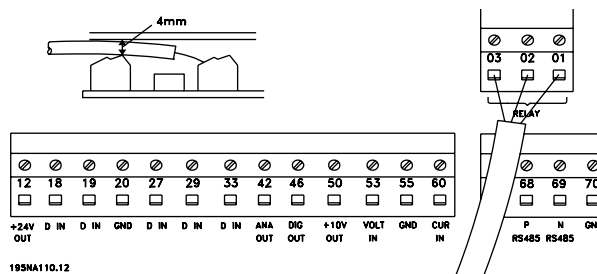 4mm
03 02 01
RELAY
12 18 19 20 27 29 33 42 46 50 53 55 60 68 69 70
+24V OUT D IN D IN GND D IN D IN D IN ANA OUT DIG OUT +10V OUT VOLT IN GND CUR IN P RS485 N RS485 GN
195NA110.12